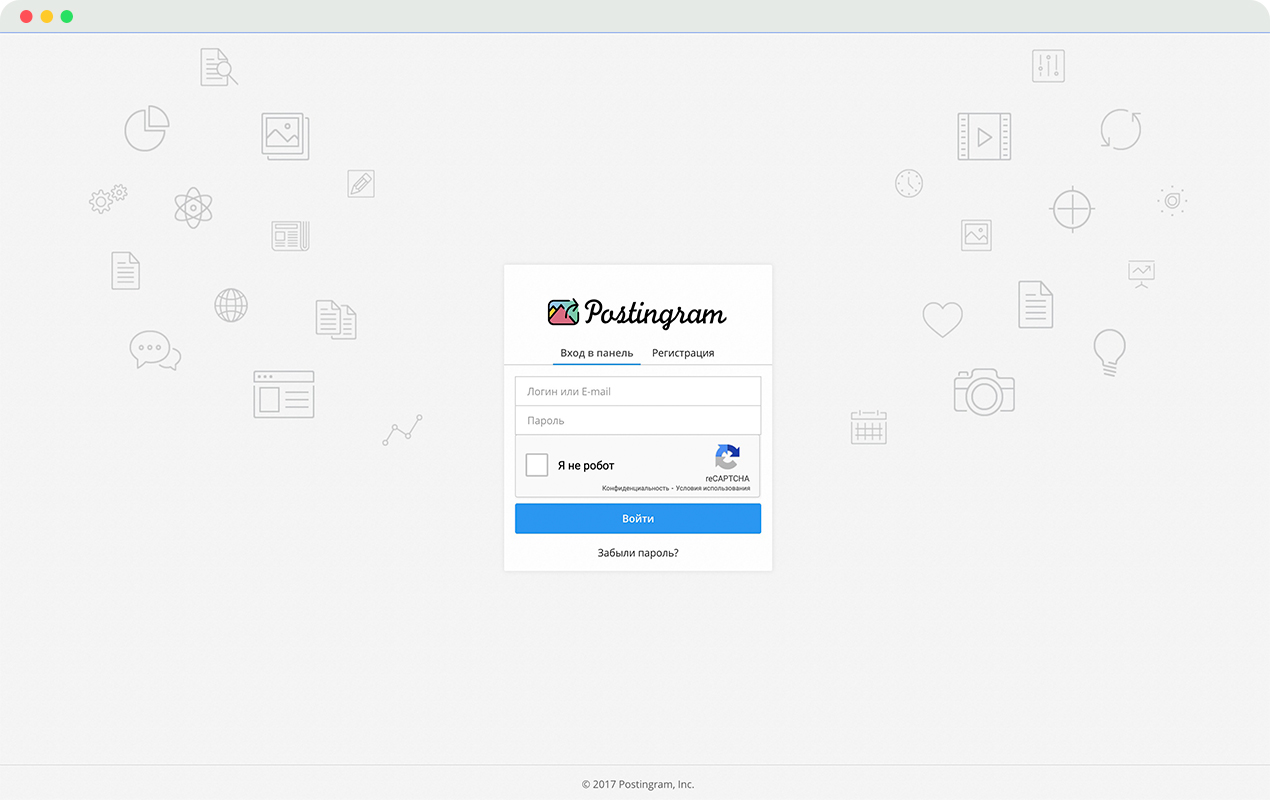 Postingram
Вход в панель Регистрация
Логин или E-mail
Пароль
Я не робот
reCAPTCHA
Конфиденциальность - Условия использования
Войти
Забыли пароль?
© 2017 Postingram, Inc.